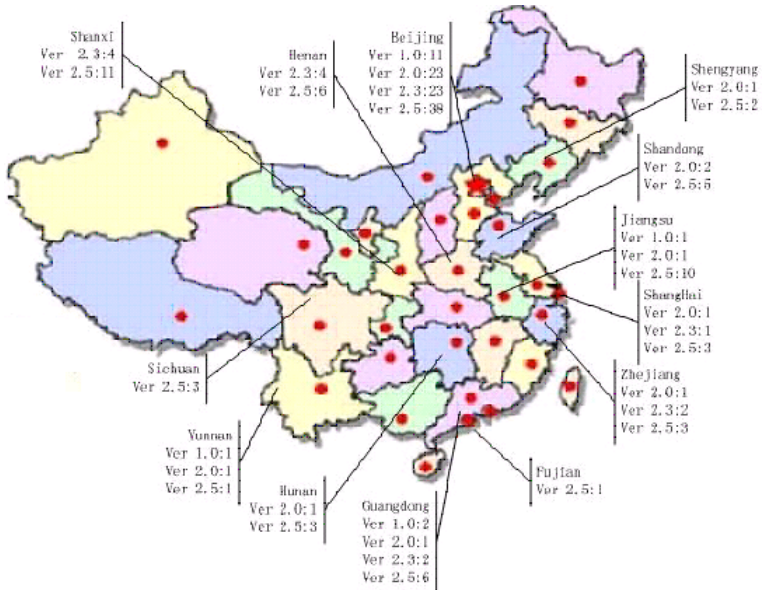 Shanxi
Ver 2.3:4
Ver 2.5:11
Henan
Ver 2.3:4
Ver 2.5:6
Beijing
Ver 1.0:11
Ver 2.0:23
Ver 2.3:23
Ver 2.5:38
Shengyang
Ver 2.0:1
Ver 2.5:2
Shandong
Ver 2.0:2
Ver 2.5:5
Jiangsu
Ver 1.0:1
Ver 2.0:1
Ver 2.5:10
ShangHai
Ver 2.0:1
Ver 2.3:1
Ver 2.5:3
Zhejiang
Ver 2.0:1
Ver 2.3:2
Ver 2.5:3
Sichuan
Ver 2.5:3
Yunnan
Ver 1.0:1
Ver 2.0:1
Ver 2.5:1
Hunan
Ver 2.0:1
Ver 2.5:3
Guangdong
Ver 1.0:2
Ver 2.0:1
Ver 2.3:2
Ver 2.5:6
Fujian
Ver 2.5:1